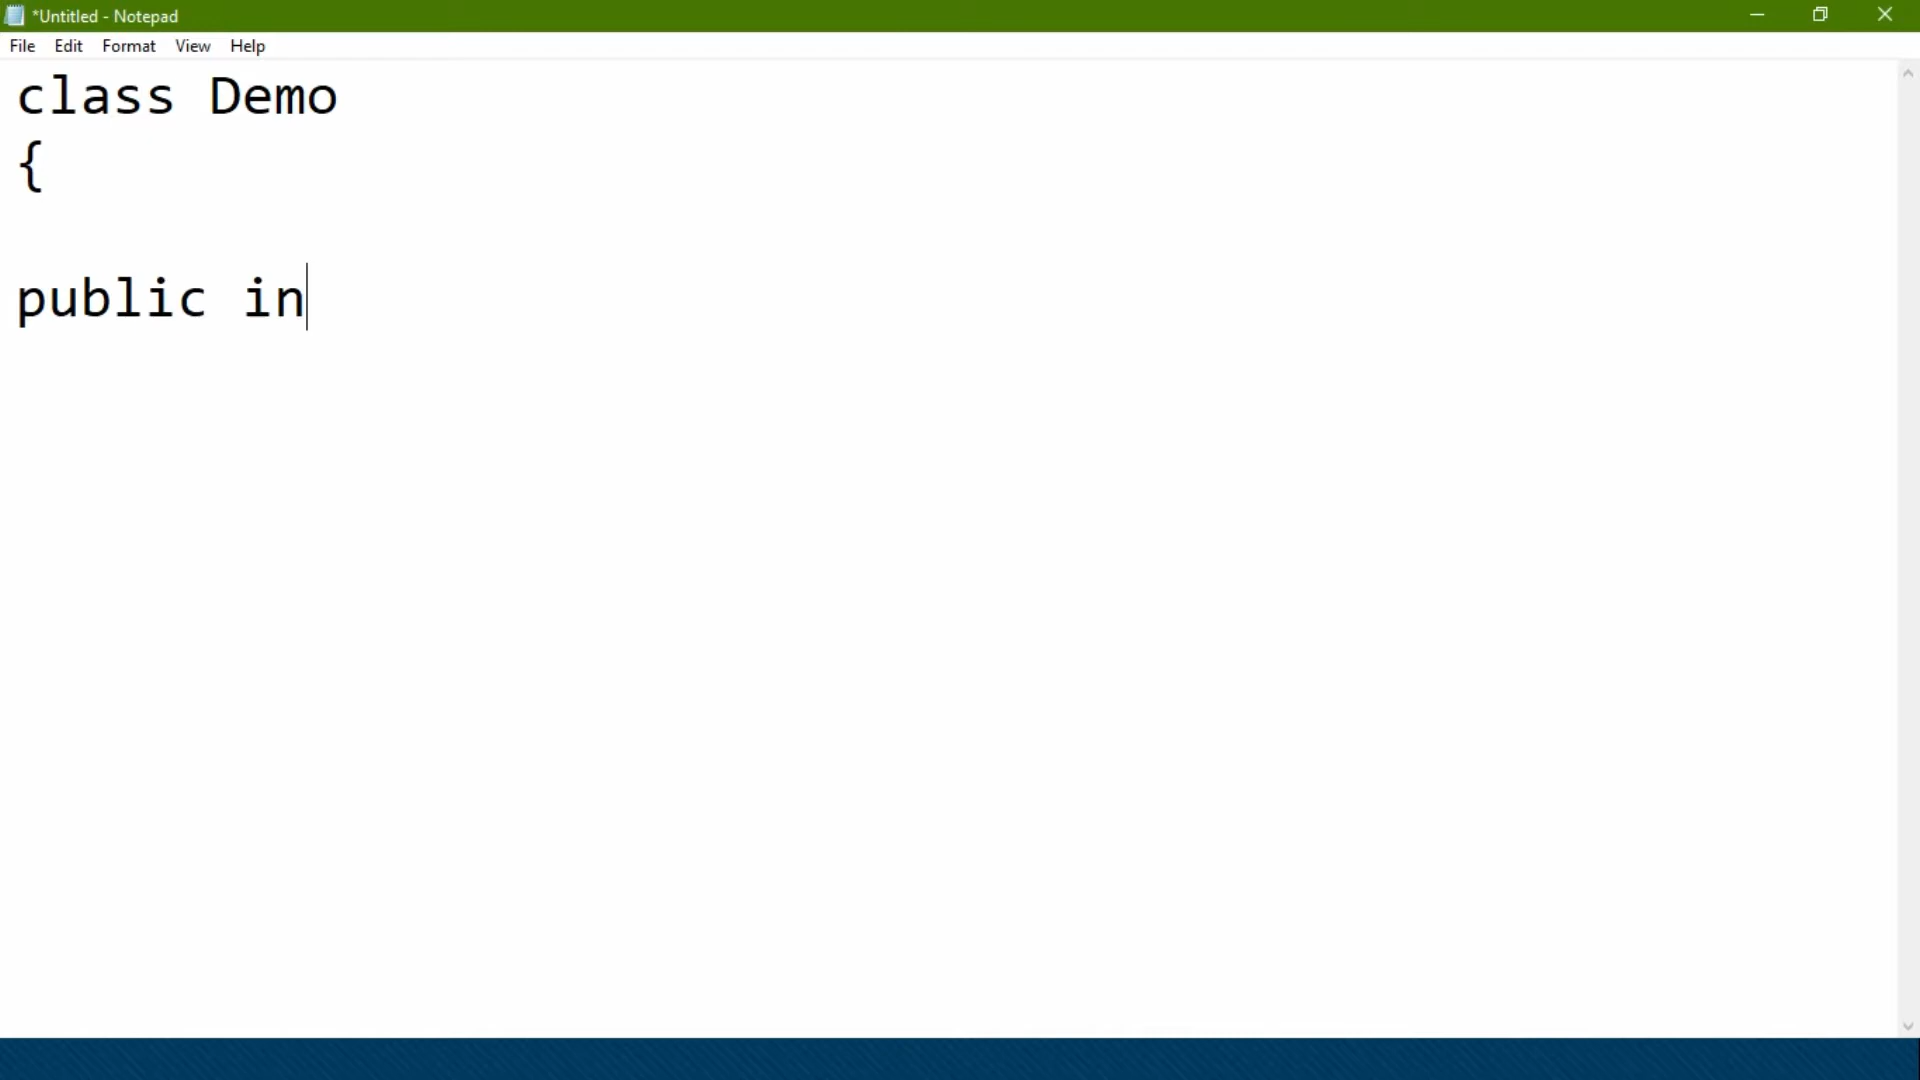 *Untitled - Notepad
File Edit Format View Help
class Demo
{
public in